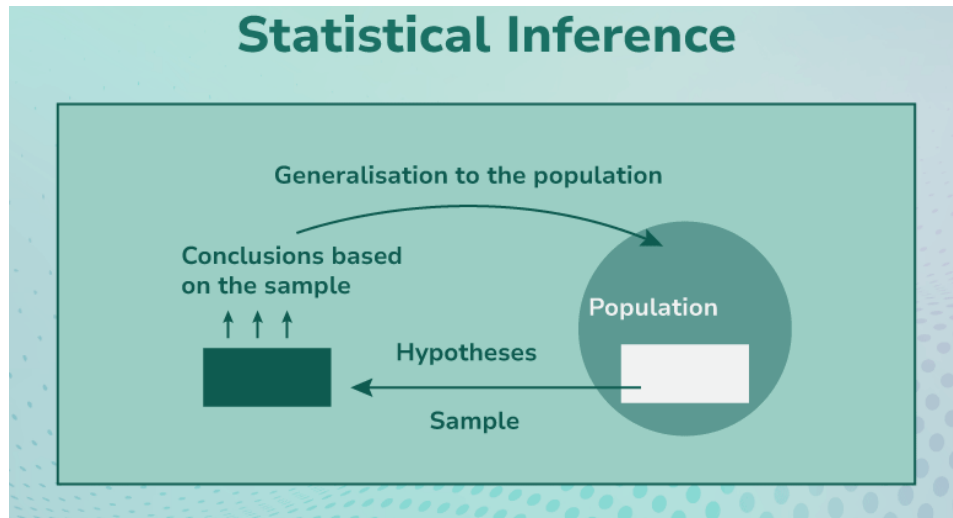 Statistical Inference
Generalisation to the population
Conclusions based
on the sample
Population
Hypotheses
Sample